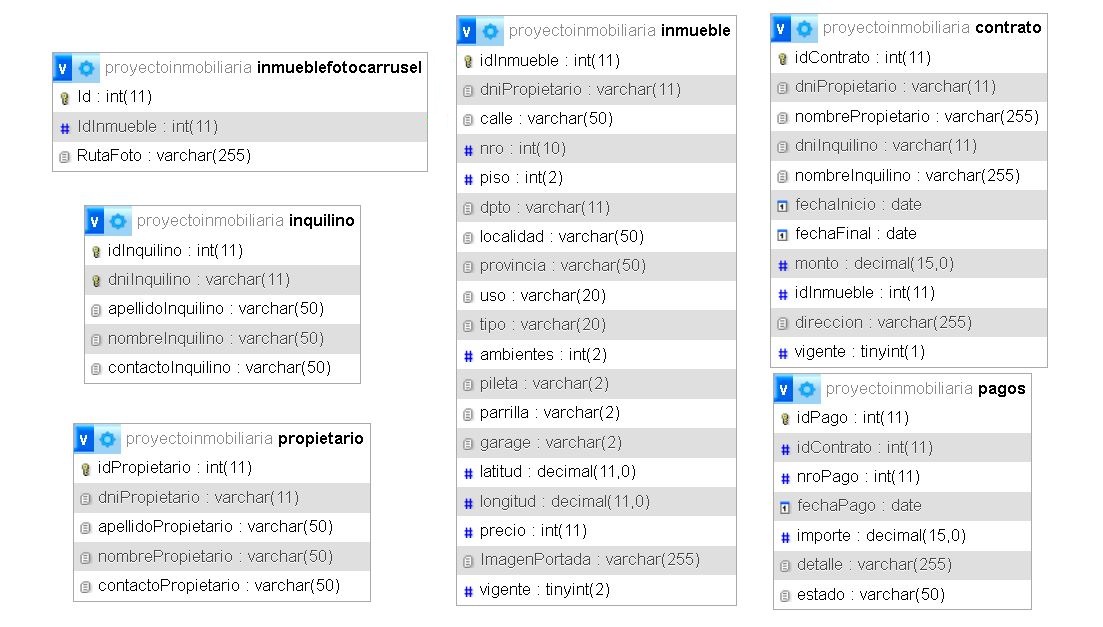 proyectoinmobiliaria inmueblefotocarrusel
Id : int(11)
IdInmueble : int(11)
RutaFoto : varchar(255)
proyectoinmobiliaria inquilino
idInquilino : int(11)
dniInquilino : varchar(11)
apellidoInquilino : varchar(50)
nombreInquilino : varchar(50)
contactoInquilino : varchar(50)
proyectoinmobiliaria propietario
idPropietario : int(11)
dniPropietario : varchar(11)
apellidoPropietario : varchar(50)
nombrePropietario : varchar(50)
contactoPropietario : varchar(50)
proyectoinmobiliaria inmueble
idInmueble : int(11)
dniPropietario : varchar(11)
calle : varchar(50)
nro : int(10)
piso : int(2)
dpto : varchar(11)
localidad : varchar(50)
provincia : varchar(50)
uso : varchar(20)
tipo : varchar(20)
ambientes : int(2)
pileta : varchar(2)
parrilla : varchar(2)
garage : varchar(2)
latitud : decimal(11,0)
longitud : decimal(11,0)
precio : int(11)
ImagenPortada : varchar(255)
vigente : tinyint(2)
proyectoinmobiliaria contrato
idContrato : int(11)
dniPropietario : varchar(11)
nombrePropietario : varchar(255)
dniInquilino : varchar(11)
nombreInquilino : varchar(255)
fechaInicio : date
fechaFinal : date
monto : decimal(15,0)
idInmueble : int(11)
direccion : varchar(255)
vigente : tinyint(1)
proyectoinmobiliaria pagos
idPago : int(11)
idContrato : int(11)
nroPago : int(11)
fechaPago : date
importe : decimal(15,0)
detalle : varchar(255)
estado : varchar(50)